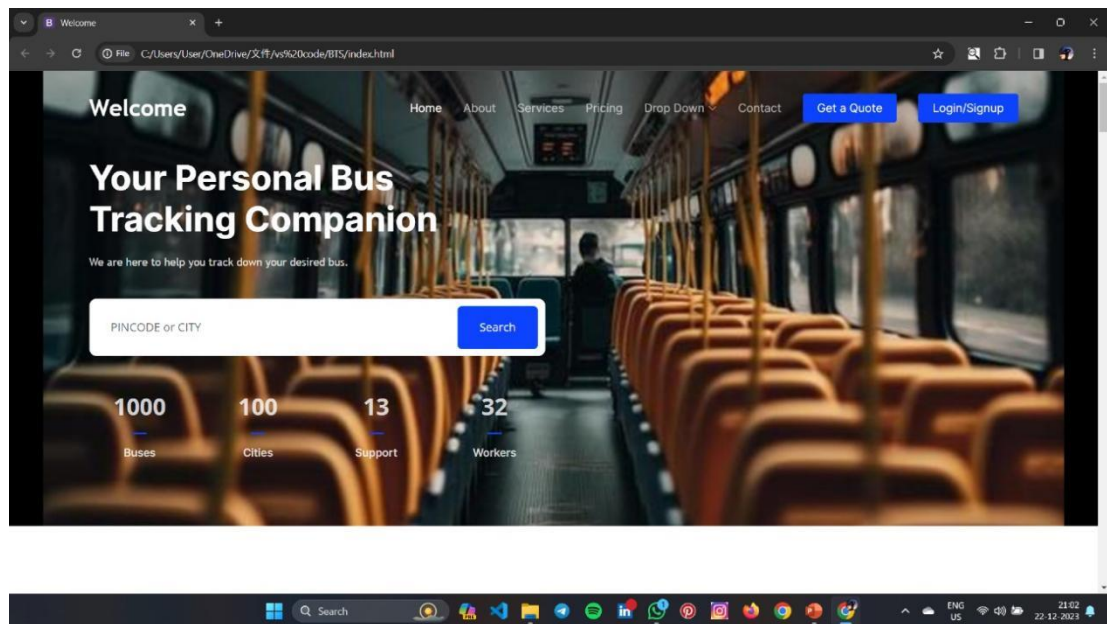 Welcome
File C:/Users/User/OneDrive/文件/vs%20code/BTS/index.html
Welcome
Home About Services Pricing Drop Down Contact Get a Quote Login/Signup
Your Personal Bus
Tracking Companion
We are here to help you track down your desired bus.
PINCODE or CITY Search
1000 100 13 32
Buses Cities Support Workers
Search
ENG
US
21:02
22-12-2023